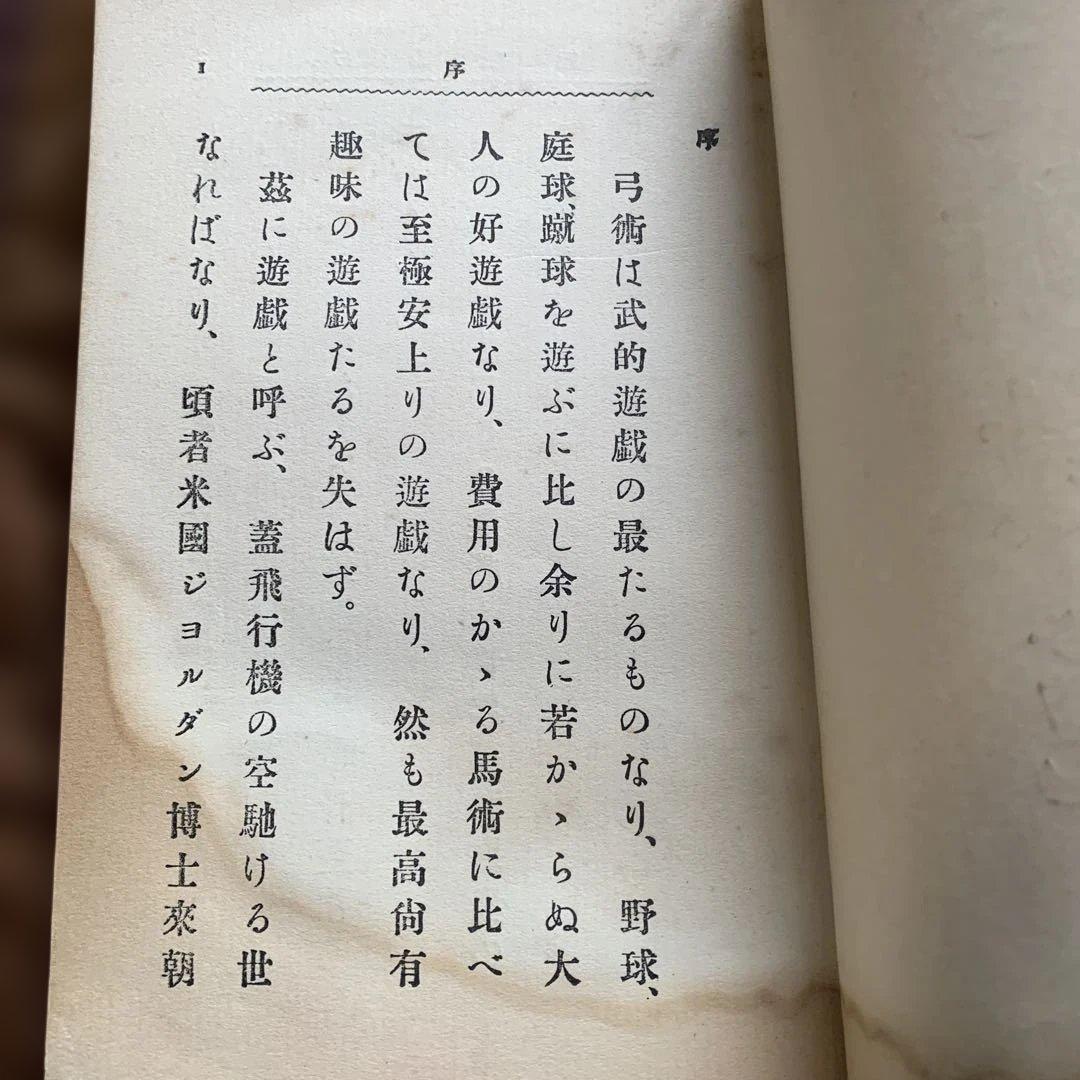 序
1
序
弓術は武的遊戯の最たるものなり、野球、
庭球、蹴球を遊ぶに比し余りに若かゝらぬ大
人の好遊戯なり、費用のかゝる馬術に比べ
ては至極安上りの遊戯なり、然も最高尙有
趣味の遊戯たるを失はず。
茲に遊戯と呼ぶ、蓋飛行機の空馳ける世
なればなり、頃者米國ジョルダン博士來朝